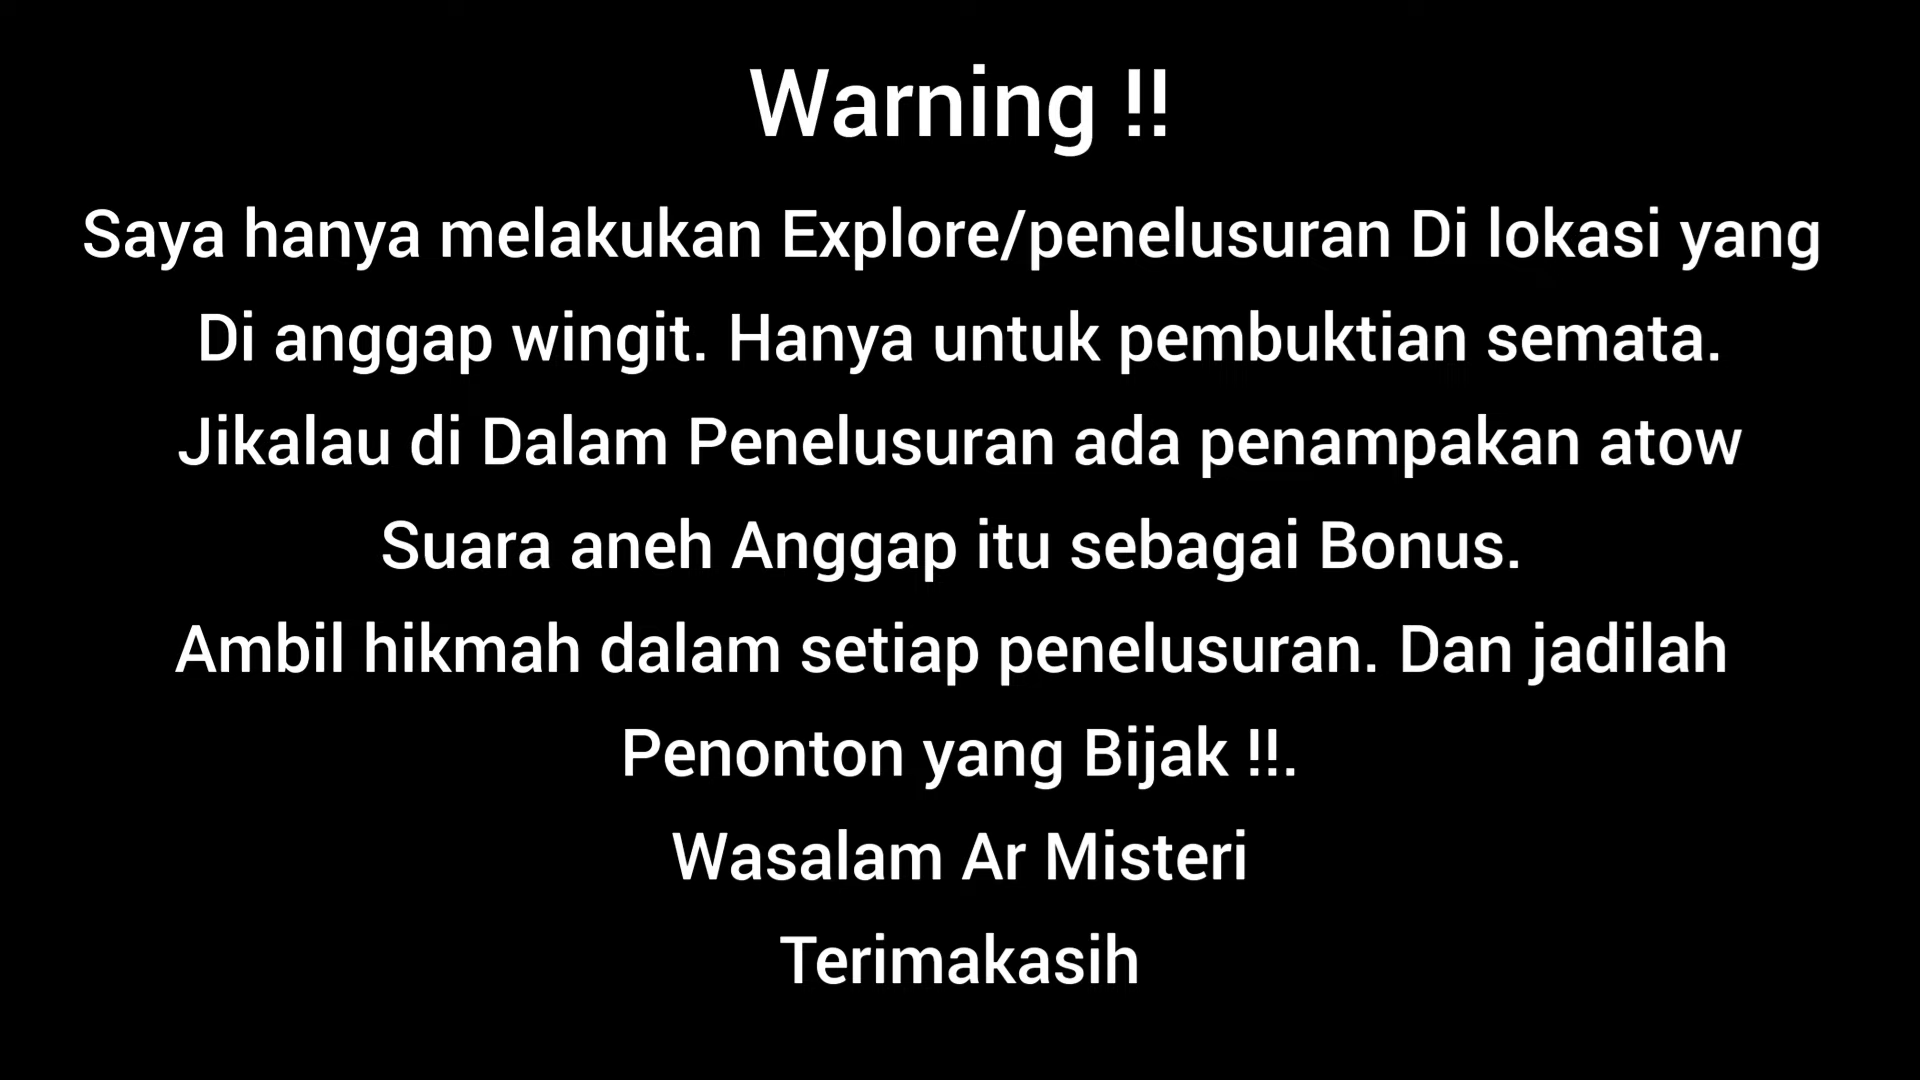 Warning !!
Saya hanya melakukan Explore/penelusuran Di lokasi yang
Di anggap wingit. Hanya untuk pembuktian semata.
Jikalau di Dalam Penelusuran ada penampakan atow
Suara aneh Anggap itu sebagai Bonus.
Ambil hikmah dalam setiap penelusuran. Dan jadilah
Penonton yang Bijak !!.
Wasalam Ar Misteri
Terimakasih